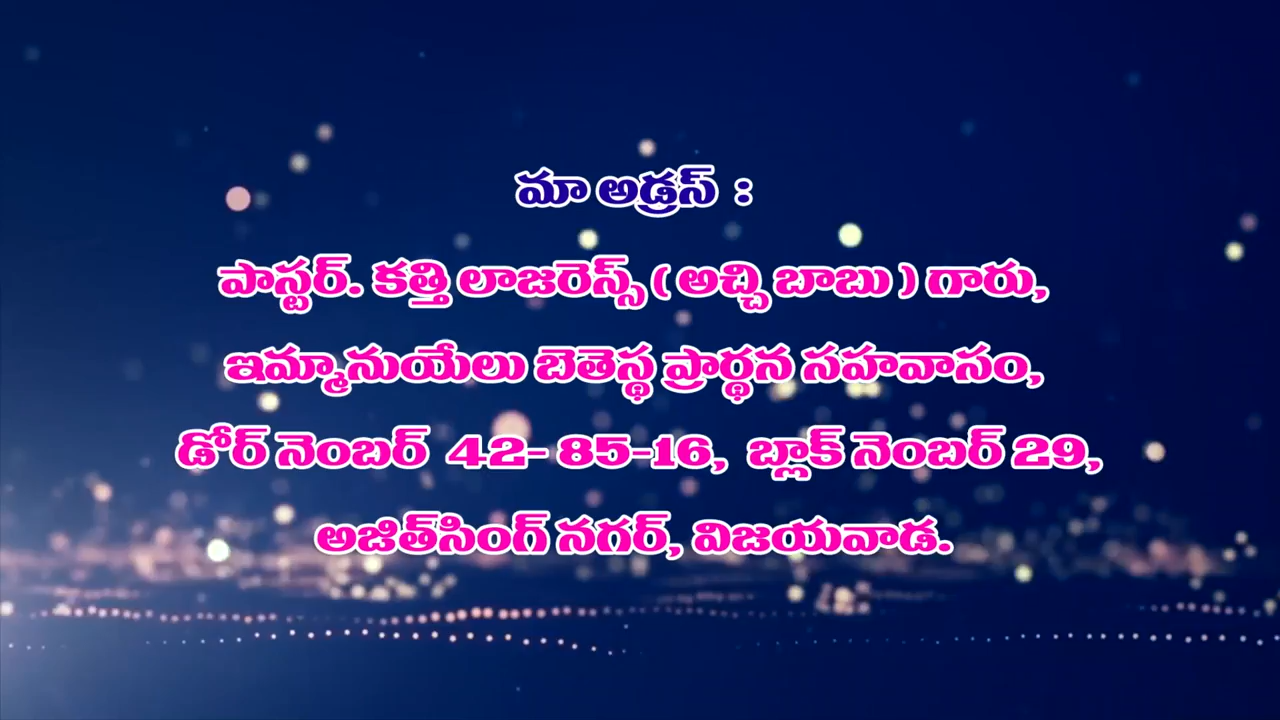 మా అడ్రస్ :
పాస్టర్. కత్తి లాజరెస్స్ ( అచ్చి బాబు ) గారు,
ఇమ్మానుయేలు బెతెస్థ ప్రార్థన సహవాసం,
డోర్ నెంబర్ 42- 85-16, బ్లాక్ నెంబర్ 29,
అజిత్‌సింగ్ నగర్, విజయవాడ.